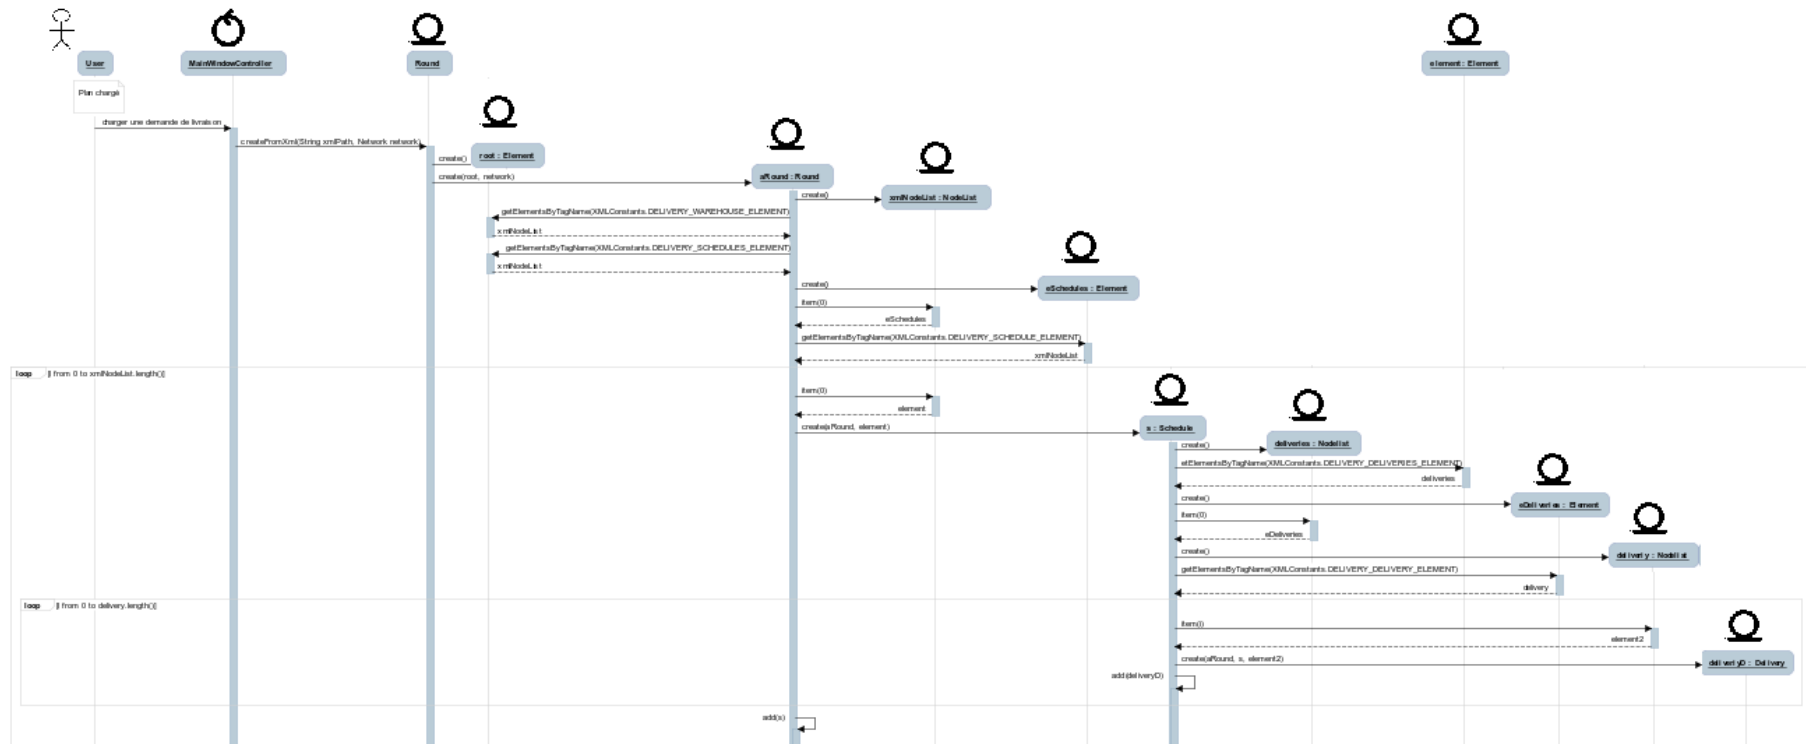 User
MainWindowController
Round
element : Element
Plan chargé
charger une demande de livraison
createFromXml(String xmlPath, Network network)
create()
root : Element
create(root, network)
aRound : Round
create()
xmlNodeList : NodeList
getElementsByTagName(XMLConstants.DELIVERY_WAREHOUSE_ELEMENT)
xmlNodeList
getElementsByTagName(XMLConstants.DELIVERY_SCHEDULES_ELEMENT)
xmlNodeList
create()
eSchedules : Element
item(0)
eSchedules
getElementsByTagName(XMLConstants.DELIVERY_SCHEDULE_ELEMENT)
xmlNodeList
loop
from 0 to xmlNodeList.length()]
item(0)
element
create(aRound, element)
s : Schedule
create()
deliveries : Nodelist
etElementsByTagName(XMLConstants.DELIVERY_DELIVERIES_ELEMENT)
deliveries
create()
eDeliveries : Element
item(0)
eDeliveries
create()
delivery : Nodelist
getElementsByTagName(XMLConstants.DELIVERY_DELIVERY_ELEMENT)
delivery
loop
from 0 to delivery.length()]
item(i)
element2
create(aRound, s, element2)
deliveryD : Delivery
add(deliveryD)
add(s)